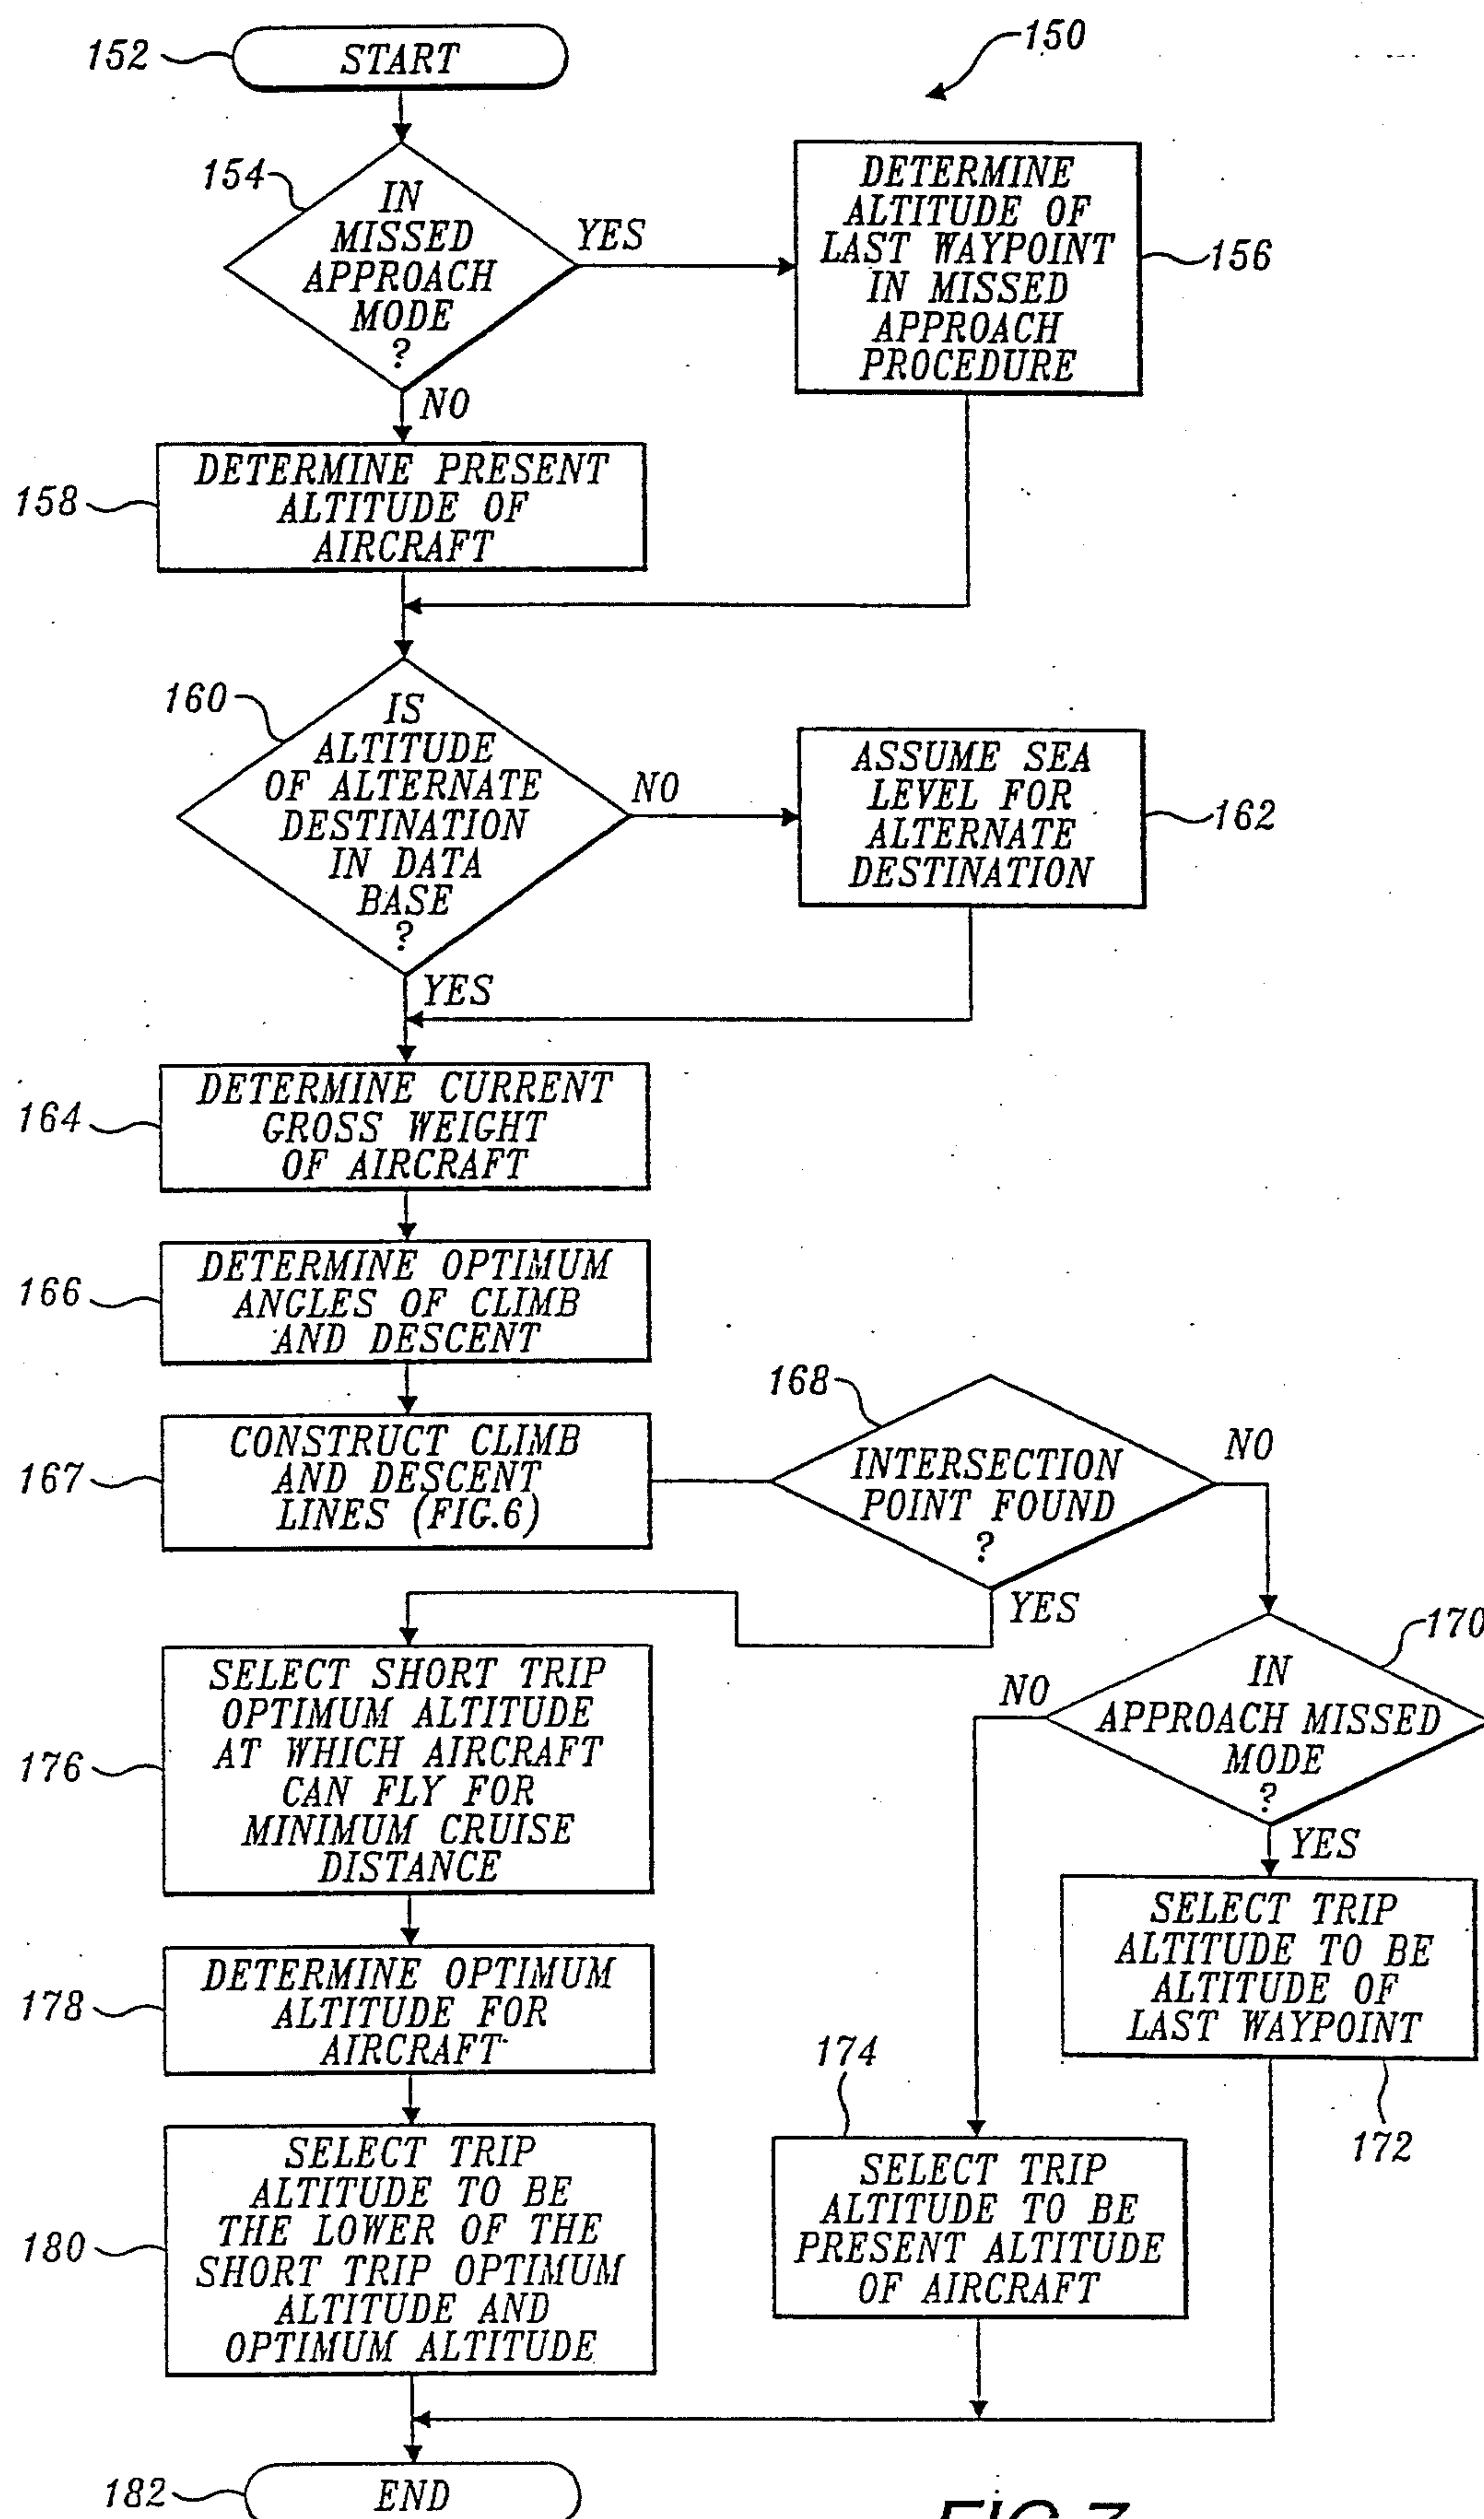 152
START
150
154
IN
MISSED
APPROACH
MODE
?
YES
NO
DETERMINE
ALTITUDE OF
LAST WAYPOINT
IN MISSED
APPROACH
PROCEDURE
156
158
DETERMINE PRESENT
ALTITUDE OF
AIRCRAFT
160
IS
ALTITUDE
OF ALTERNATE
DESTINATION
IN DATA
BASE
?
NO
YES
ASSUME SEA
LEVEL FOR
ALTERNATE
DESTINATION
162
164
DETERMINE CURRENT
GROSS WEIGHT
OF AIRCRAFT
166
DETERMINE OPTIMUM
ANGLES OF CLIMB
AND DESCENT
167
CONSTRUCT CLIMB
AND DESCENT
LINES (FIG.6)
168
INTERSECTION
POINT FOUND
?
NO
YES
170
IN
APPROACH MISSED
MODE
?
NO
YES
176
SELECT SHORT TRIP
OPTIMUM ALTITUDE
AT WHICH AIRCRAFT
CAN FLY FOR
MINIMUM CRUISE
DISTANCE
SELECT TRIP
ALTITUDE TO BE
ALTITUDE OF
LAST WAYPOINT
172
178
DETERMINE OPTIMUM
ALTITUDE FOR
AIRCRAFT
174
SELECT TRIP
ALTITUDE TO BE
PRESENT ALTITUDE
OF AIRCRAFT
180
SELECT TRIP
ALTITUDE TO BE
THE LOWER OF THE
SHORT TRIP OPTIMUM
ALTITUDE AND
OPTIMUM ALTITUDE
182
END